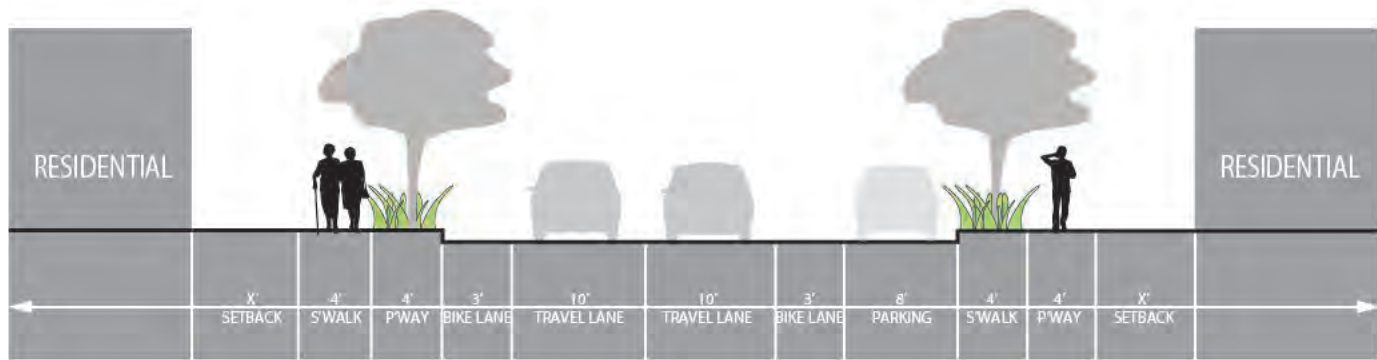 RESIDENTIAL
RESIDENTIAL
X' 4' 4' 3' 10' 10' 3' 8' 4' 4' X'
SETBACK S'WALK P'WAY BIKE LANE TRAVEL LANE TRAVEL LANE BIKE LANE PARKING S'WALK P'WAY SETBACK